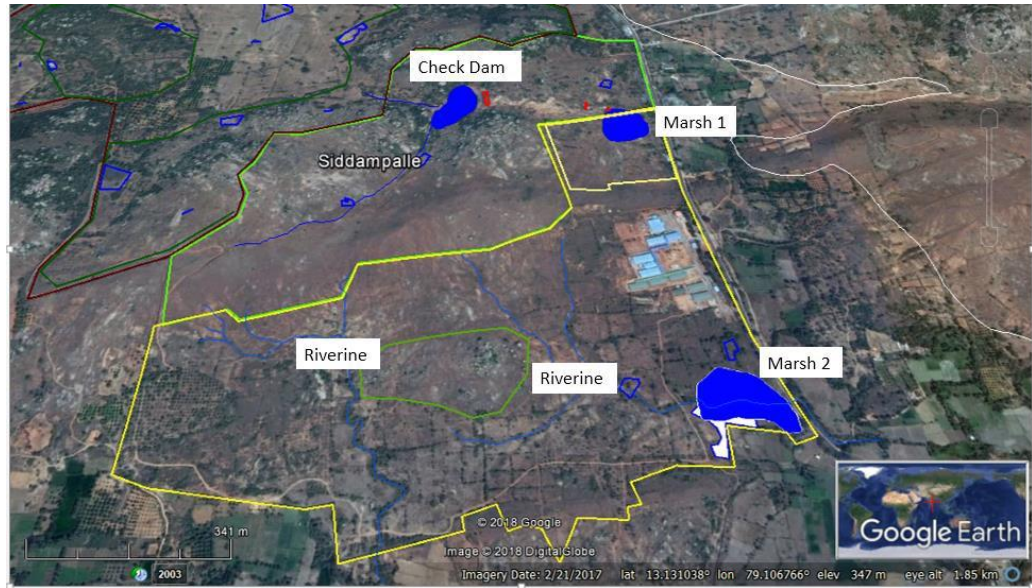 Check Dam
Marsh 1
Siddampalle
Riverine
Riverine
Marsh 2
341 m
© 2018 Google
Image © 2018 DigitalGlobe
Google Earth
2003
Imagery Date: 2/21/2017 lat 13.131038° lon 79.106766° elev 347 m eye alt 1.85 km